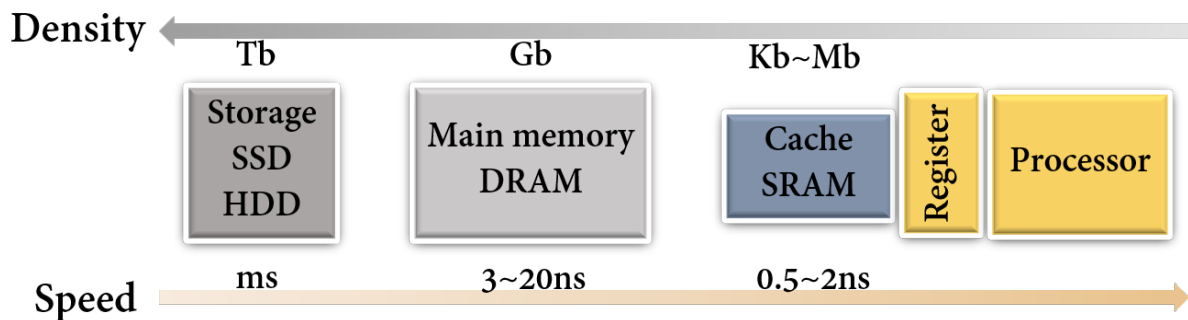 Density
Tb
Gb
Kb~Mb
Storage
SSD
HDD
Main memory
DRAM
Cache
SRAM
Register
Processor
ms
3~20ns
0.5~2ns
Speed